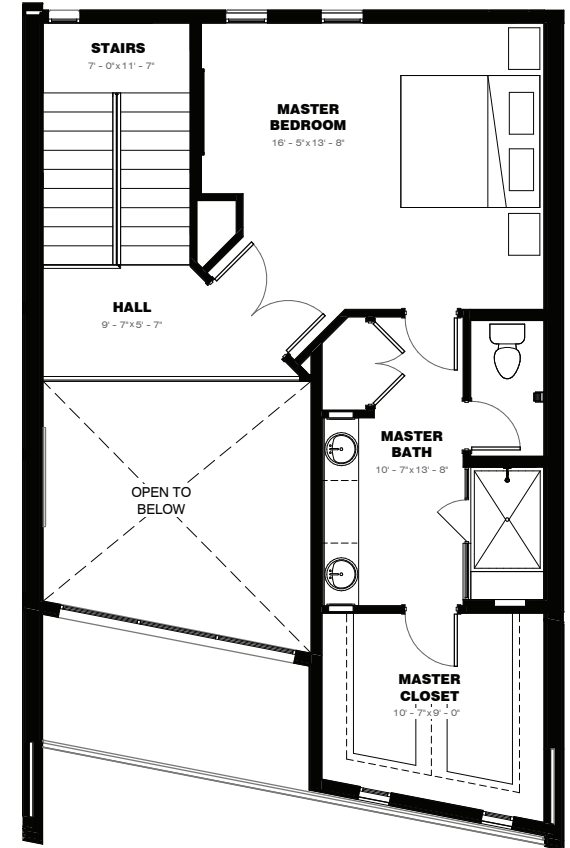 STAIRS
7' - 0"x11' - 7"
MASTER
BEDROOM
16' - 5"x13' - 8"
HALL
9' - 7"x5' - 7"
MASTER
BATH
10' - 7"x13' - 8"
OPEN TO
BELOW
MASTER
CLOSET
10' - 7"x9' - 0"